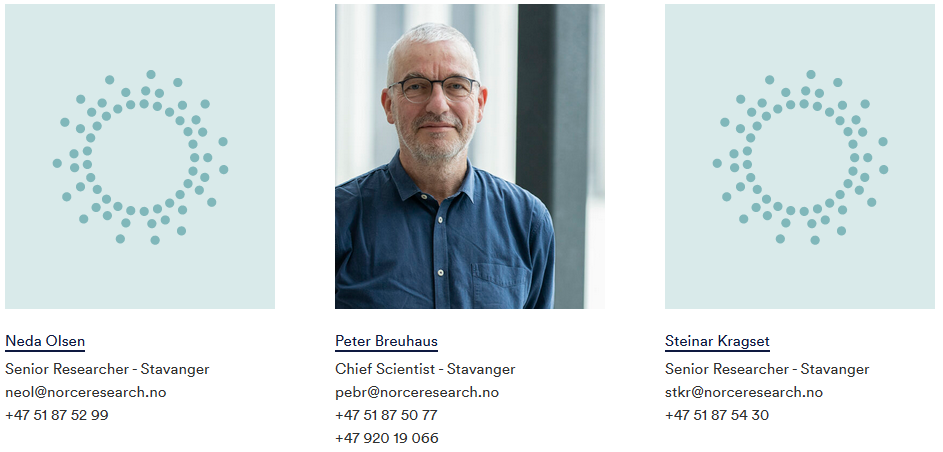 Neda Olsen
Senior Researcher - Stavanger
neol@norceresearch.no
+47 51 87 52 99
Peter Breuhaus
Chief Scientist - Stavanger
pebr@norceresearch.no
+47 51 87 50 77
+47 920 19 066
Steinar Kragset
Senior Researcher - Stavanger
stkr@norceresearch.no
+47 51 87 54 30